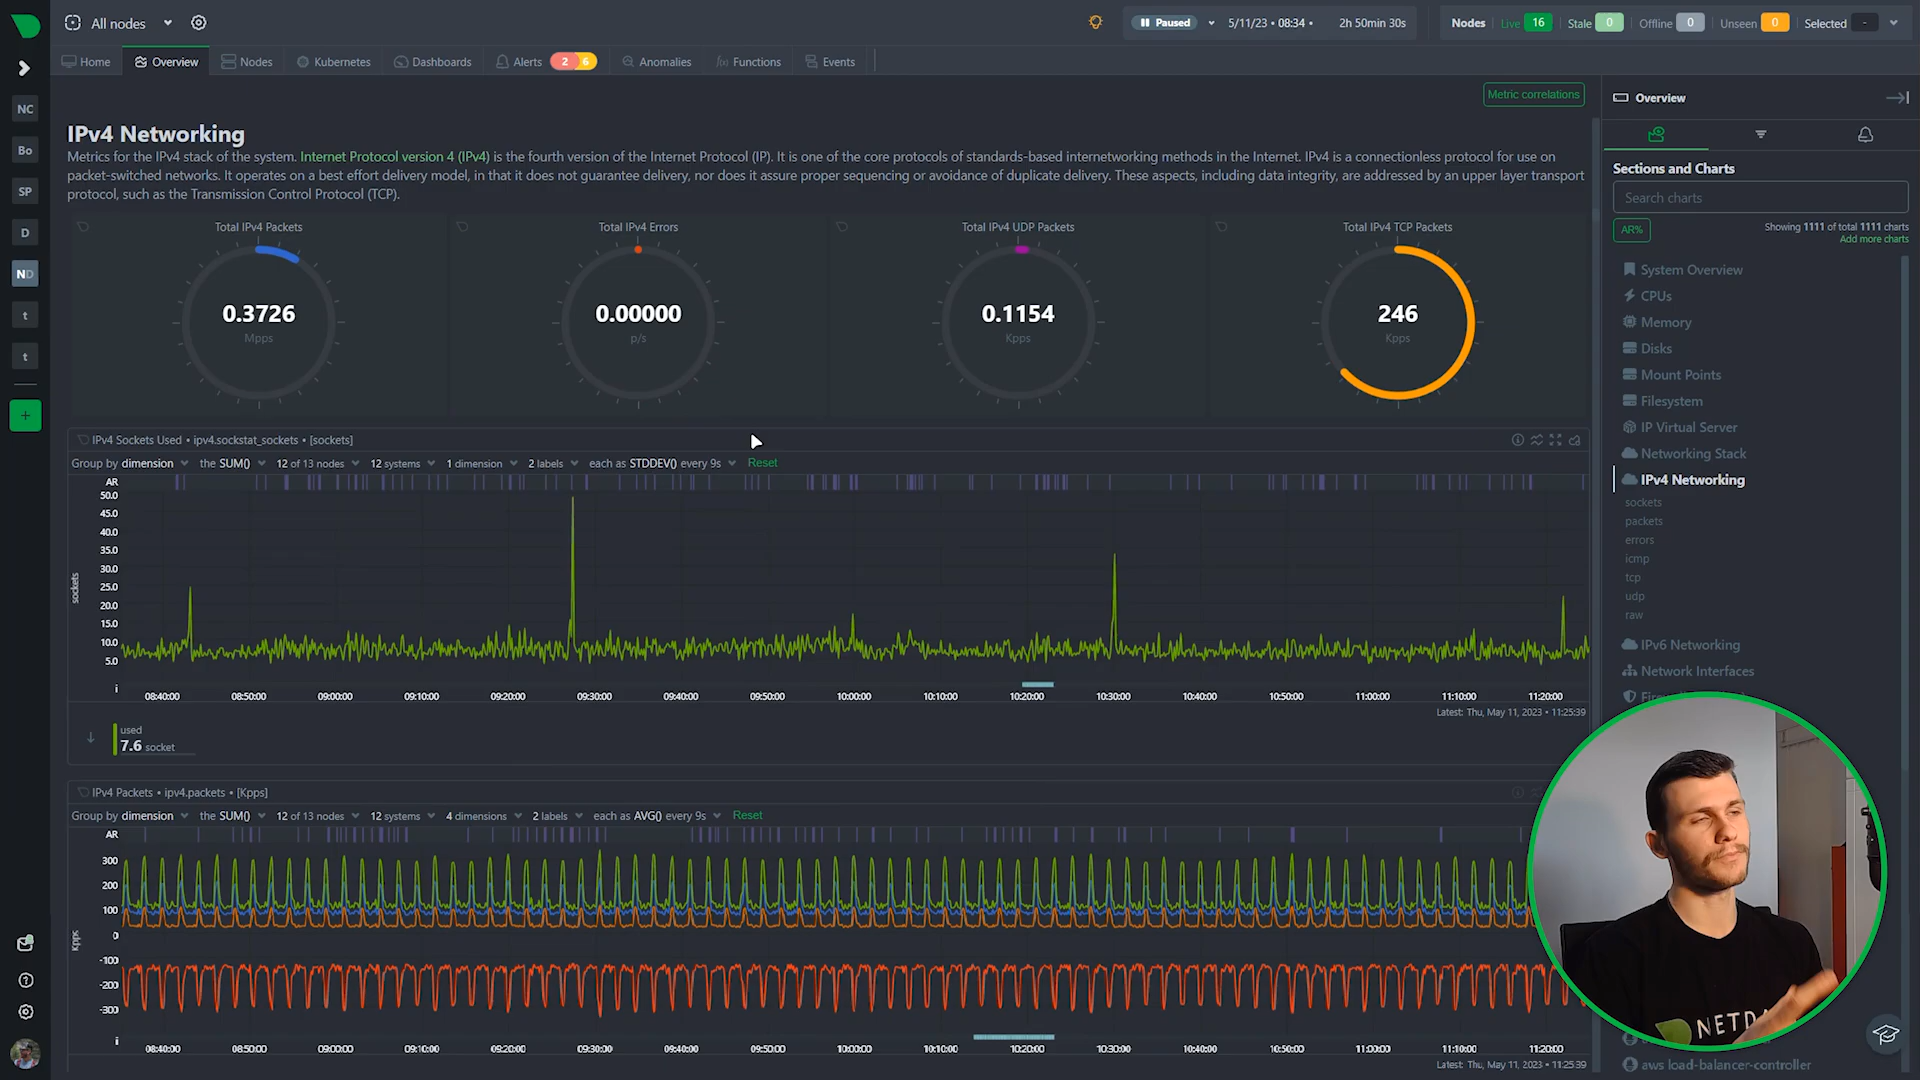 All nodes
Paused 5/11/23 • 08:34 • 2h 50min 30s
Nodes Live 16 Stale 0 Offline 0 Unseen 0 Selected -
Home Overview Nodes Kubernetes Dashboards Alerts 2 6 Anomalies f(x) Functions Events
NC
Bo
SP
D
ND
t
t
+
Metric correlations
IPv4 Networking
Metrics for the IPv4 stack of the system. Internet Protocol version 4 (IPv4) is the fourth version of the Internet Protocol (IP). It is one of the core protocols of standards-based internetworking methods in the Internet. IPv4 is a connectionless protocol for use on
packet-switched networks. It operates on a best effort delivery model, in that it does not guarantee delivery, nor does it assure proper sequencing or avoidance of duplicate delivery. These aspects, including data integrity, are addressed by an upper layer transport
protocol, such as the Transmission Control Protocol (TCP).
Total IPv4 Packets
0.3726
Mpps
Total IPv4 Errors
0.00000
p/s
Total IPv4 UDP Packets
0.1154
Kpps
Total IPv4 TCP Packets
246
Kpps
IPv4 Sockets Used • ipv4.sockstat_sockets • [sockets]
Group by dimension the SUM() 12 of 13 nodes 12 systems 1 dimension 2 labels each as STDDEV() every 9s Reset
AR
50.0
45.0
40.0
35.0
30.0
25.0
20.0
15.0
10.0
5.0
sockets
i
08:40:00 08:50:00 09:00:00 09:10:00 09:20:00 09:30:00 09:40:00 09:50:00 10:00:00 10:10:00 10:20:00 10:30:00 10:40:00 10:50:00 11:00:00 11:10:00 11:20:00
Latest: Thu, May 11, 2023 • 11:25:39
used
7.6 socket
IPv4 Packets • ipv4.packets • [Kpps]
Group by dimension the SUM() 12 of 13 nodes 12 systems 4 dimensions 2 labels each as AVG() every 9s Reset
AR
300
200
100
0
-100
-200
-300
Kpps
i
08:40:00 08:50:00 09:00:00 09:10:00 09:20:00 09:30:00 09:40:00 09:50:00 10:00:00 10:10:00 10:20:00 10:30:00 10:40:00 10:50:00 11:00:00 11:10:00 11:20:00
Latest: Thu, May 11, 2023 • 11:25:39
Overview
Sections and Charts
Search charts
AR%
Showing 1111 of total 1111 charts
Add more charts
System Overview
CPUs
Memory
Disks
Mount Points
Filesystem
IP Virtual Server
Networking Stack
IPv4 Networking
sockets
packets
errors
icmp
tcp
udp
raw
IPv6 Networking
Network Interfaces
aws load-balancer-controller
NETD